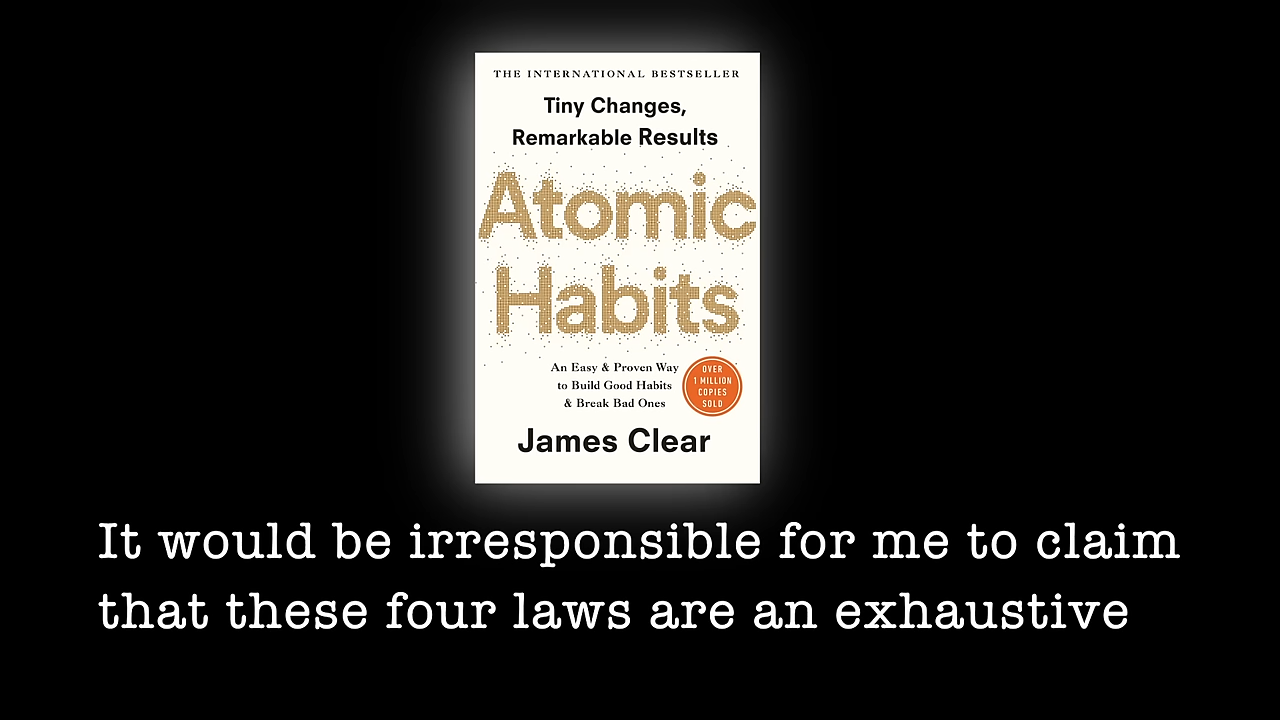 THE INTERNATIONAL BESTSELLER
Tiny Changes,
Remarkable Results
Atomic
Habits
An Easy & Proven Way
to Build Good Habits
& Break Bad Ones
OVER
1 MILLION
COPIES
SOLD
James Clear
It would be irresponsible for me to claim
that these four laws are an exhaustive